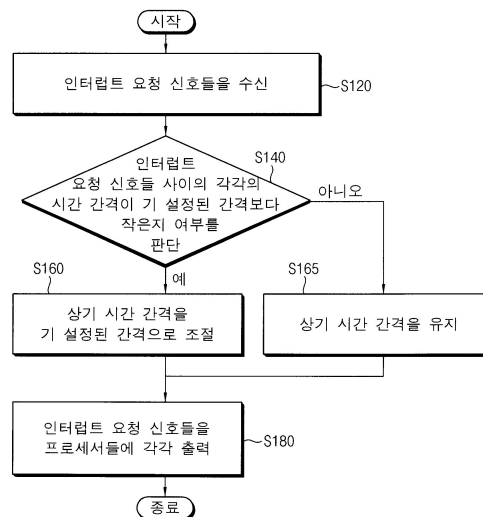 시작
인터럽트 요청 신호들을 수신
S120
인터럽트
요청 신호들 사이의 각각의
시간 간격이 기 설정된 간격보다
작은지 여부를
판단
S140
아니오
예
S160
상기 시간 간격을
기 설정된 간격으로 조절
S165
상기 시간 간격을 유지
인터럽트 요청 신호들을
프로세서들에 각각 출력
S180
종료